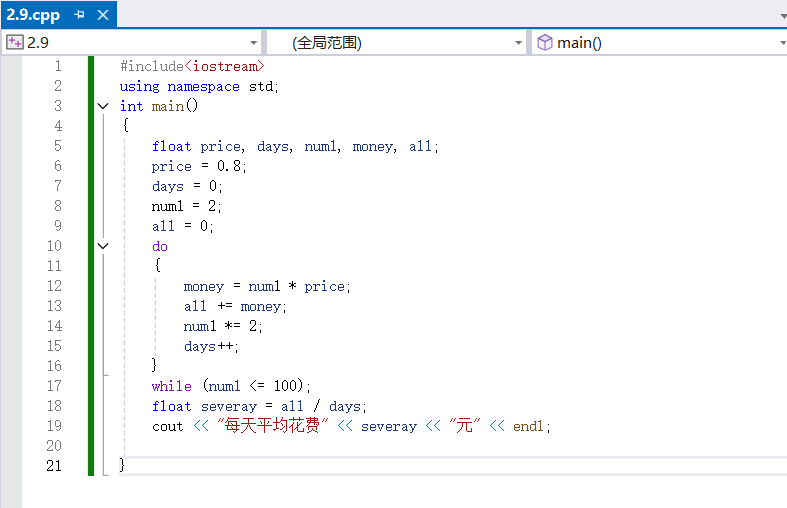 2.9.cpp
2.9 (全局范围) main()
1 #include<iostream>
2 using namespace std;
3 int main()
4 {
5 float price, days, num1, money, all;
6 price = 0.8;
7 days = 0;
8 num1 = 2;
9 all = 0;
10 do
11 {
12 money = num1 * price;
13 all += money;
14 num1 *= 2;
15 days++;
16 }
17 while (num1 <= 100);
18 float severay = all / days;
19 cout << "每天平均花费" << severay << "元" << endl;
20
21 }